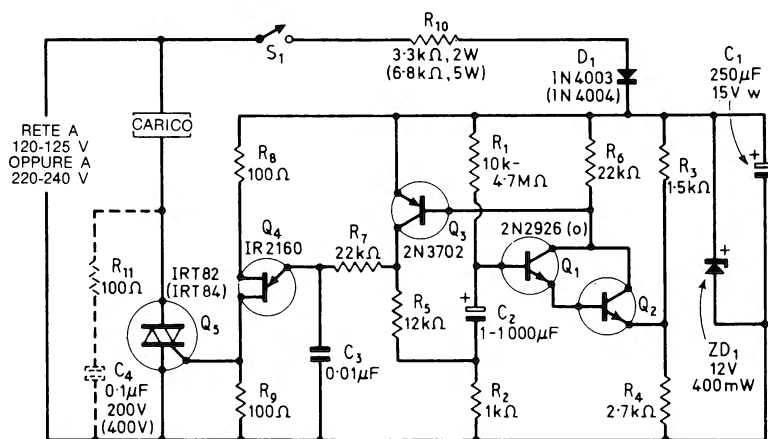 R10
3.3kΩ, 2W
(6.8kΩ, 5W)
S1
D1
IN4003
(IN4004)
C1
250μF
15V w
+
RETE A
120-125 V
OPPURE A
220-240 V
CARICO
R8
100Ω
R1
10k-
4.7MΩ
R6
22kΩ
R3
1.5kΩ
Q4
IR2160
R7
22kΩ
Q3
2N3702
2N2926 (o)
Q1
Q2
R11
100Ω
IRT82
(IRT84)
Q5
R5
12kΩ
+
C2
1-1000μF
+
ZD1
12V
400mW
C4
0.1μF
200V
(400V)
C3
0.01μF
R9
100Ω
R2
1kΩ
R4
2.7kΩ